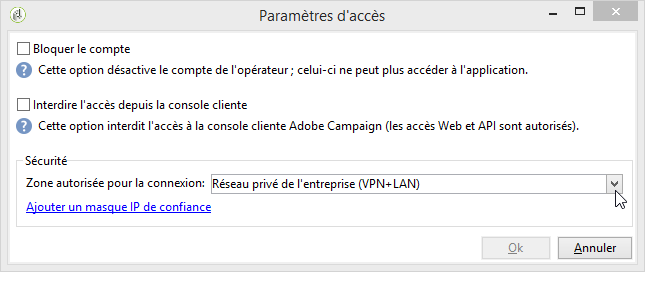 Paramètres d'accès
Bloquer le compte
Cette option désactive le compte de l'opérateur ; celui-ci ne peut plus accéder à l'application.
Interdire l'accès depuis la console cliente
Cette option interdit l'accès à la console cliente Adobe Campaign (les accès Web et API sont autorisés).
Sécurité
Zone autorisée pour la connexion: Réseau privé de l'entreprise (VPN+LAN)
Ajouter un masque IP de confiance
Ok Annuler